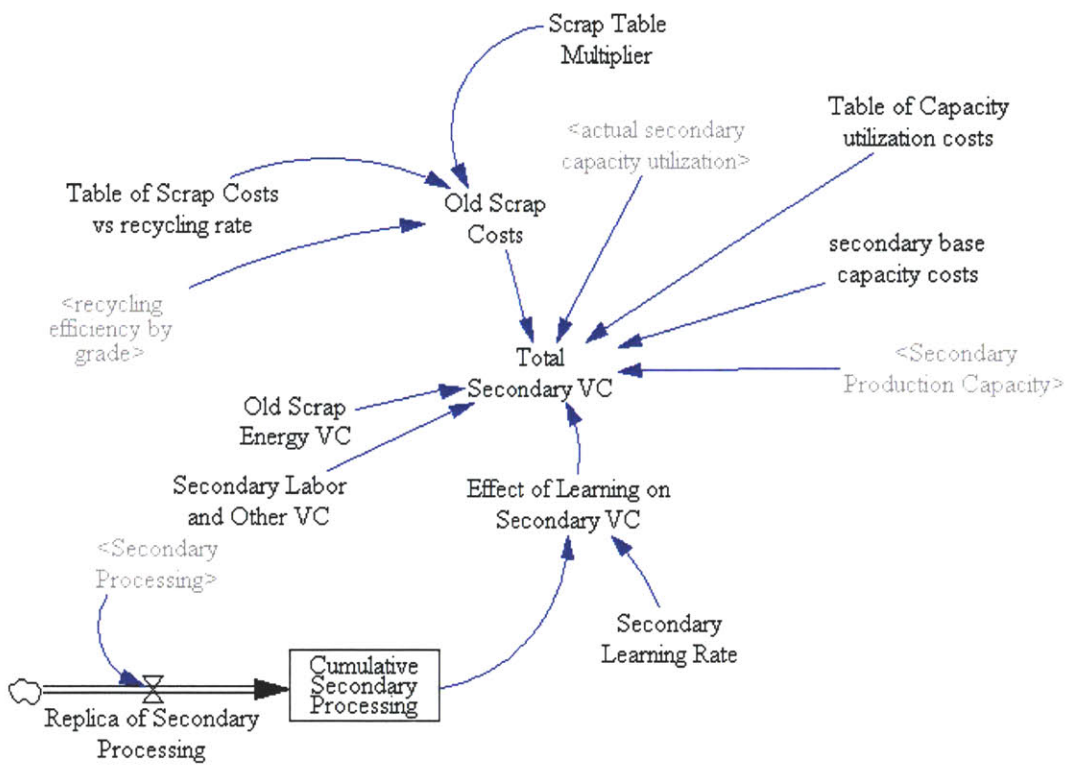 Scrap Table
Multiplier
Table of Capacity
utilization costs
<actual secondary
capacity utilization>
Table of Scrap Costs
vs recycling rate
Old Scrap
Costs
secondary base
capacity costs
<recycling
efficiency by
grade>
Total
Secondary VC
<Secondary
Production Capacity>
Old Scrap
Energy VC
Secondary Labor
and Other VC
Effect of Learning on
Secondary VC
<Secondary
Processing>
Secondary
Learning Rate
Cumulative
Secondary
Processing
Replica of Secondary
Processing